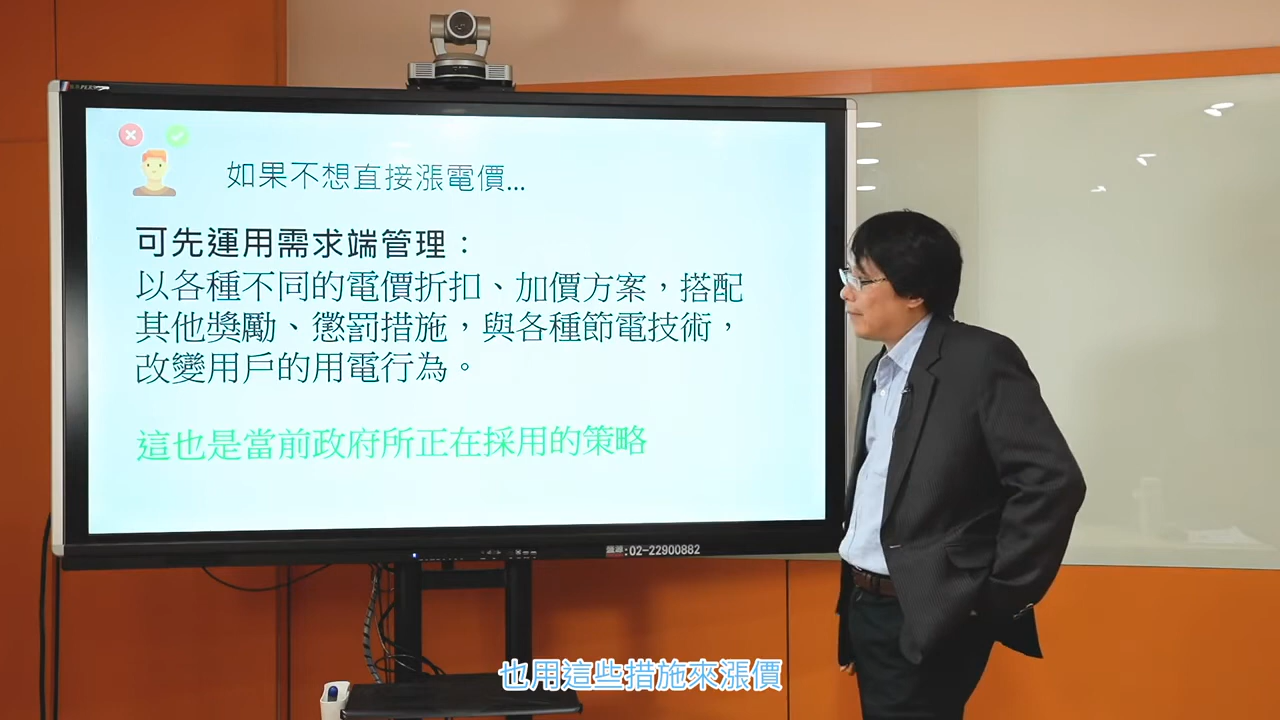 如果不想直接漲電價...
可先運用需求端管理：
以各種不同的電價折扣、加價方案，搭配
其他獎勵、懲罰措施，與各種節電技術，
改變用戶的用電行為。
這也是當前政府所正在採用的策略
:02-22900882
也用這些措施來漲價